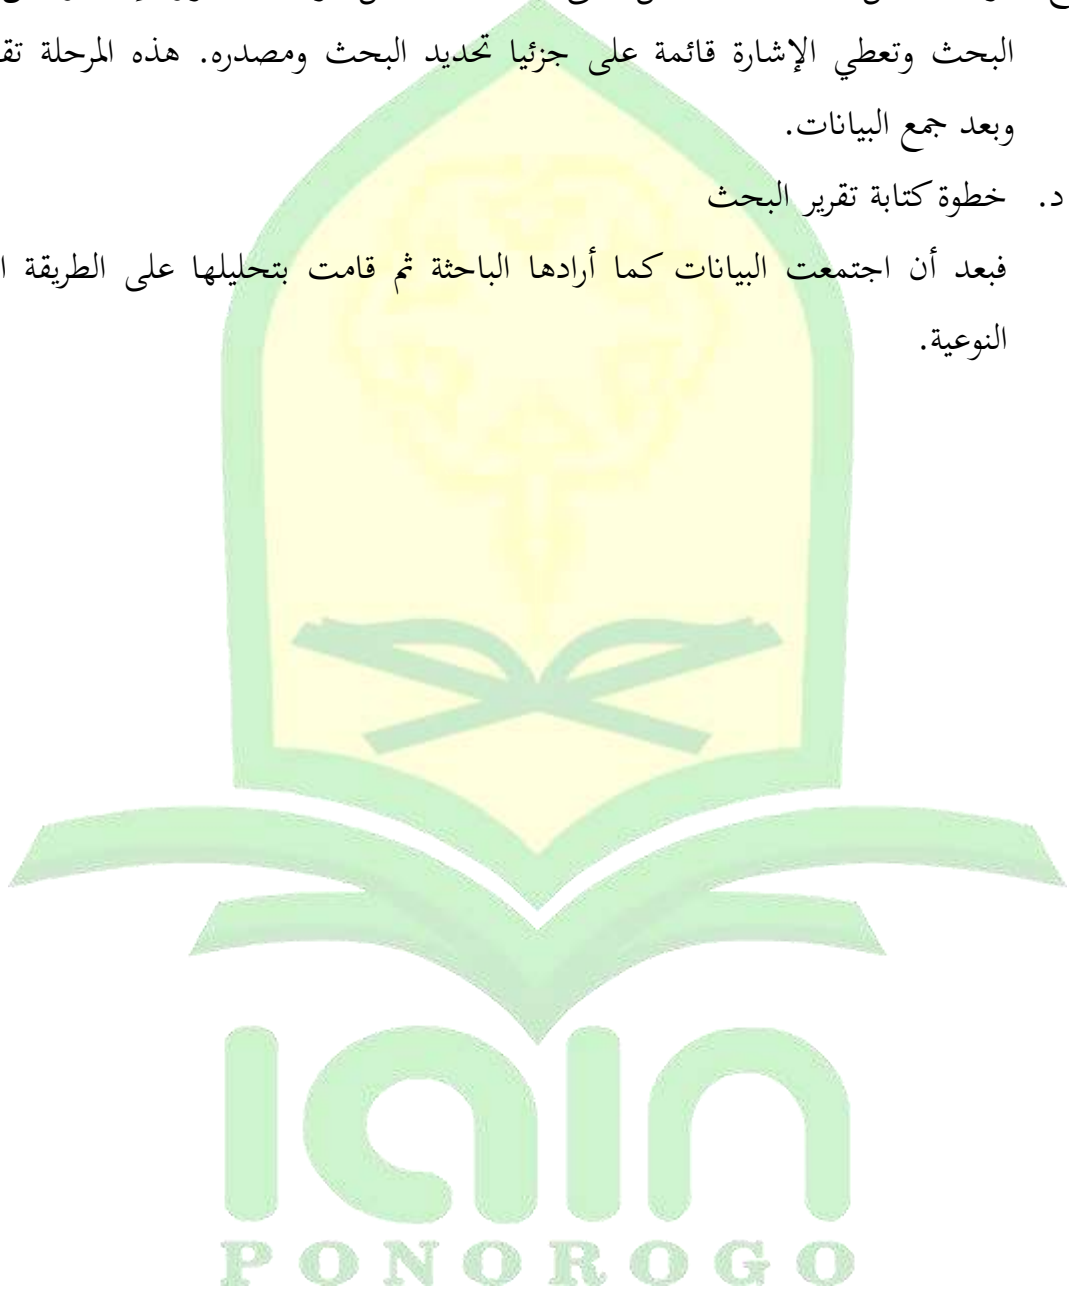 البحث وتعطي الإشارة قائمة على جزئيا تحديد البحث ومصدره. هذه المرحلة
وبعد جمع البيانات.
د. خطوة كتابة تقرير البحث
فبعد أن اجتمعت البيانات كما أرادها الباحثة ثم قامت بتحليلها على الطريقة
النوعية.
iain
PONOROGO